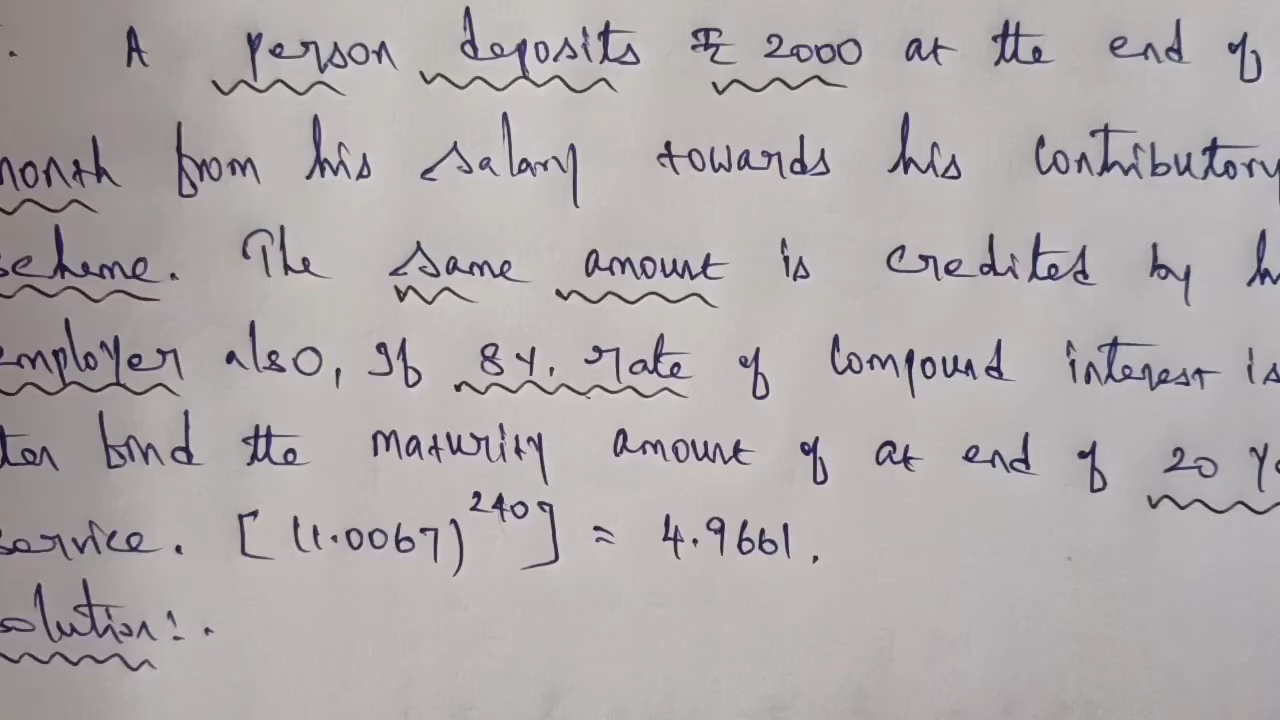 . A person deposits ₹ 2000 at the end of
month from his salary towards his contributory
scheme. The same amount is credited by h
employer also, If 8%. rate of compound interest is
ten find the maturity amount of at end of 20 Ye
service. [(1.0067)^240] = 4.9661.
solution:.